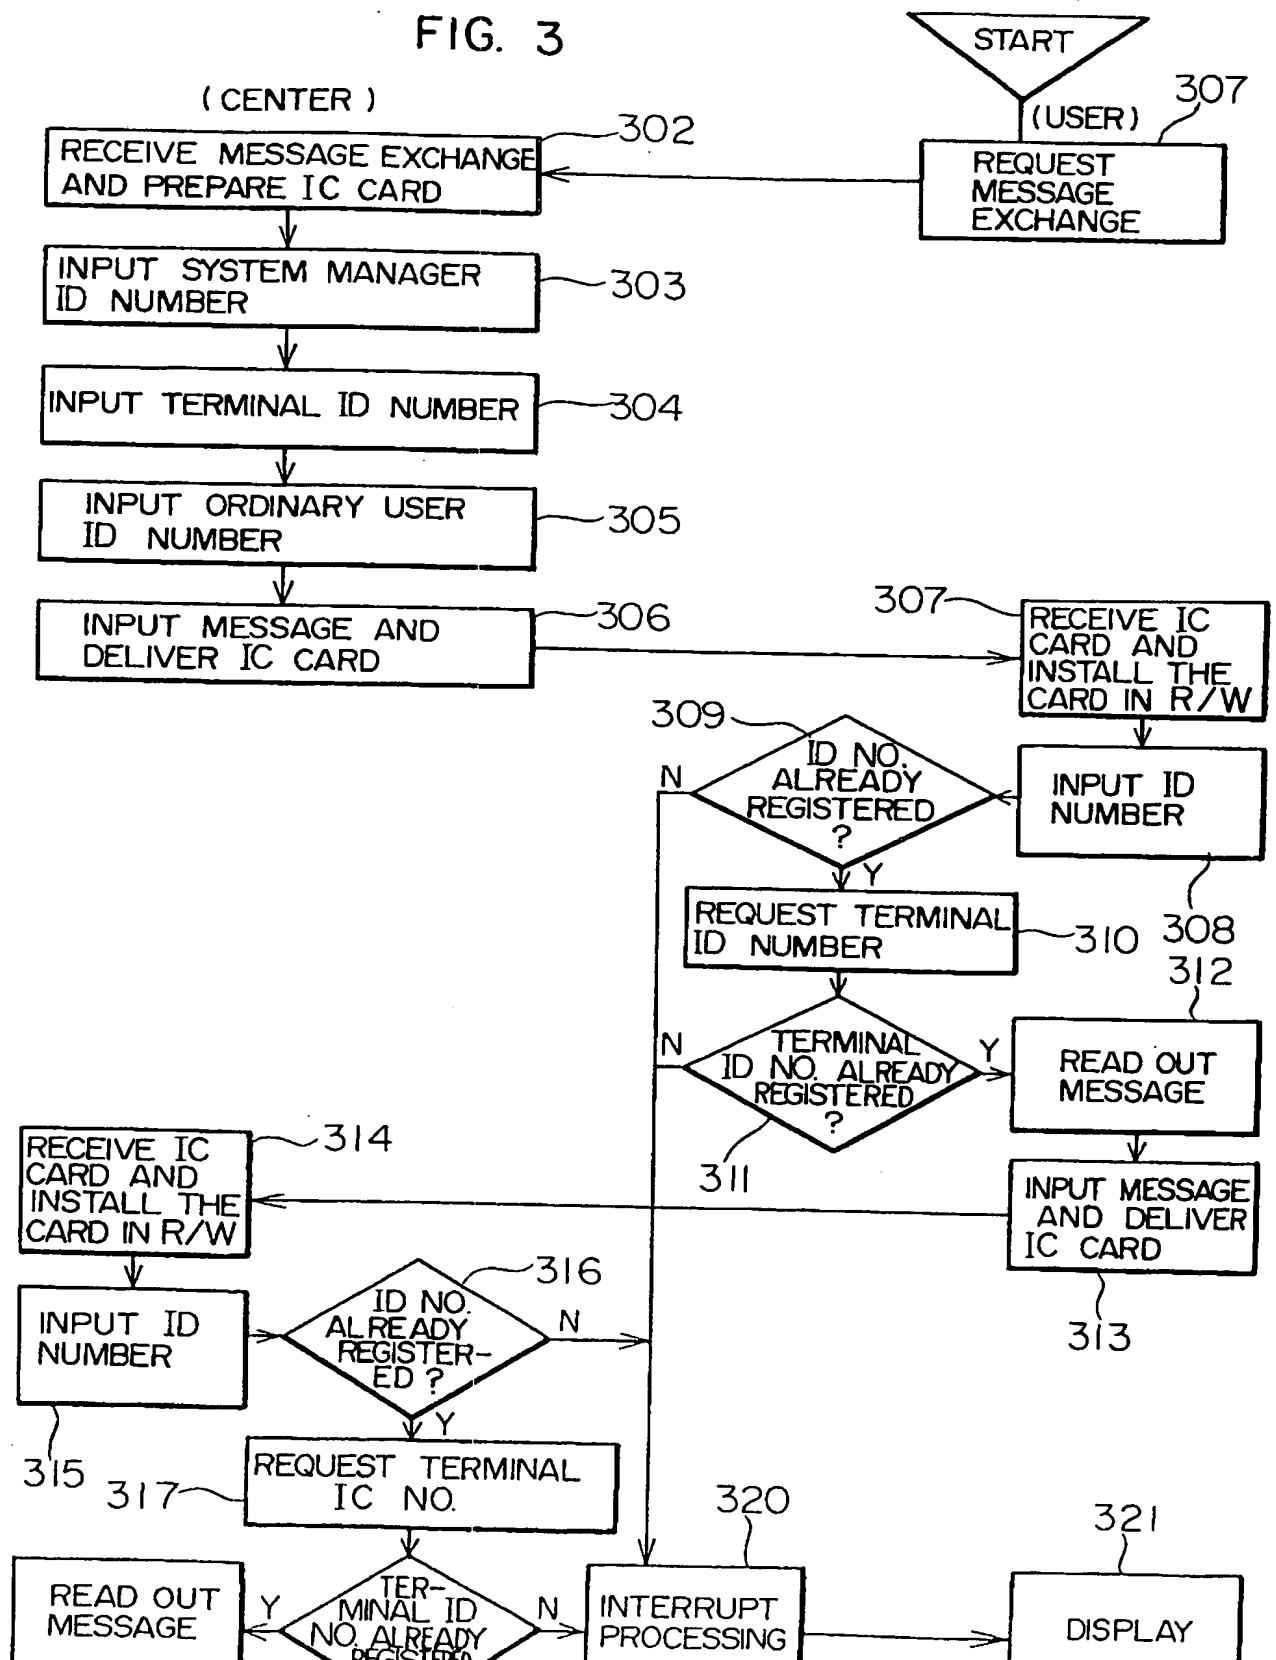 FIG. 3
START
(CENTER)
(USER)
307
302
RECEIVE MESSAGE EXCHANGE
AND PREPARE IC CARD
REQUEST
MESSAGE
EXCHANGE
INPUT SYSTEM MANAGER
ID NUMBER
303
INPUT TERMINAL ID NUMBER
304
INPUT ORDINARY USER
ID NUMBER
305
INPUT MESSAGE AND
DELIVER IC CARD
306
307
RECEIVE IC
CARD AND
INSTALL THE
CARD IN R/W
309
ID NO.
ALREADY
REGISTERED
?
N
Y
INPUT ID
NUMBER
308
REQUEST TERMINAL
ID NUMBER
310
312
TERMINAL
ID NO. ALREADY
REGISTERED
?
N
Y
311
READ OUT
MESSAGE
INPUT MESSAGE
AND DELIVER
IC CARD
313
314
RECEIVE IC
CARD AND
INSTALL THE
CARD IN R/W
316
ID NO.
ALREADY
REGISTER-
ED ?
N
Y
INPUT ID
NUMBER
315
REQUEST TERMINAL
IC NO.
317
320
321
READ OUT
MESSAGE
Y
TER-
MINAL ID
NO. ALREADY
REGISTERED
N
INTERRUPT
PROCESSING
DISPLAY